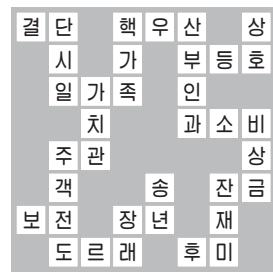 결단 핵우산 상
시 가 부등호
일가족 인
치 과소비
주관 상
객 송 잔금
보전 장년 재
도르래 후미